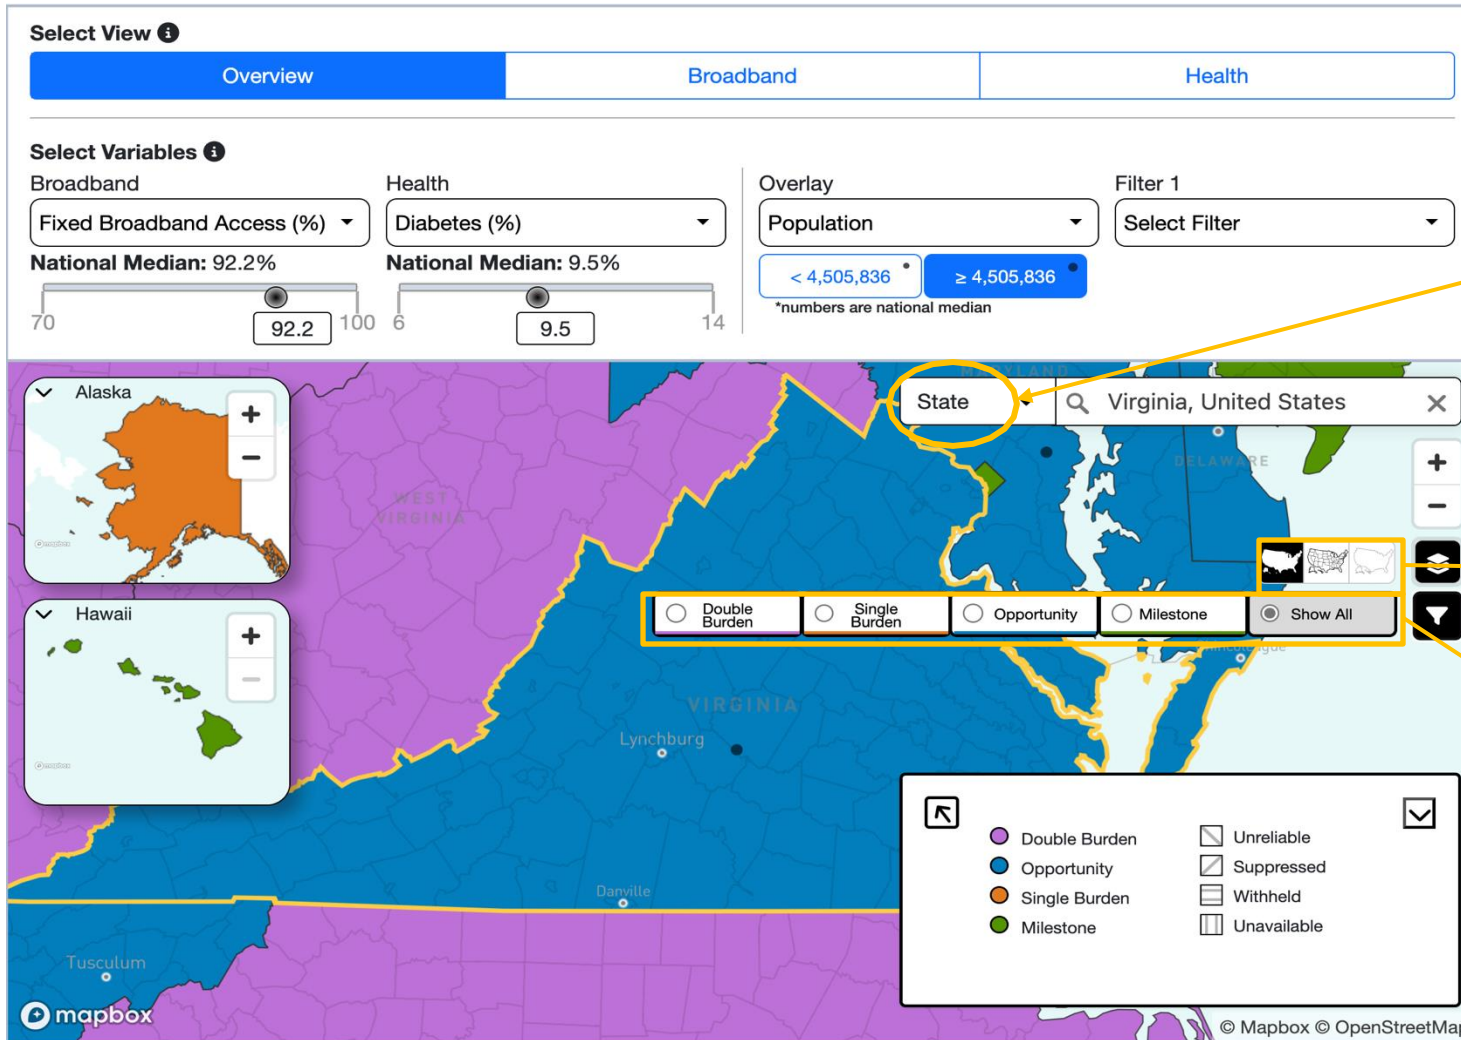 Select View
Overview
Broadband
Health
Select Variables
Broadband
Health
Overlay
Filter 1
Fixed Broadband Access (%)
Diabetes (%)
Population
Select Filter
National Median: 92.2%
National Median: 9.5%
< 4,505,836
≥ 4,505,836
*numbers are national median
70
92.2
100
6
9.5
14
MARYLAND
Alaska
State
Virginia, United States
DELAWARE
WEST
VIRGINIA
mapbox
Hawaii
Double
Burden
Single
Burden
Opportunity
Milestone
Show All
VIRGINIA
Lynchburg
mapbox
Double Burden
Unreliable
Opportunity
Suppressed
Single Burden
Withheld
Milestone
Unavailable
Danville
Tusculum
mapbox
© Mapbox © OpenStreetMap